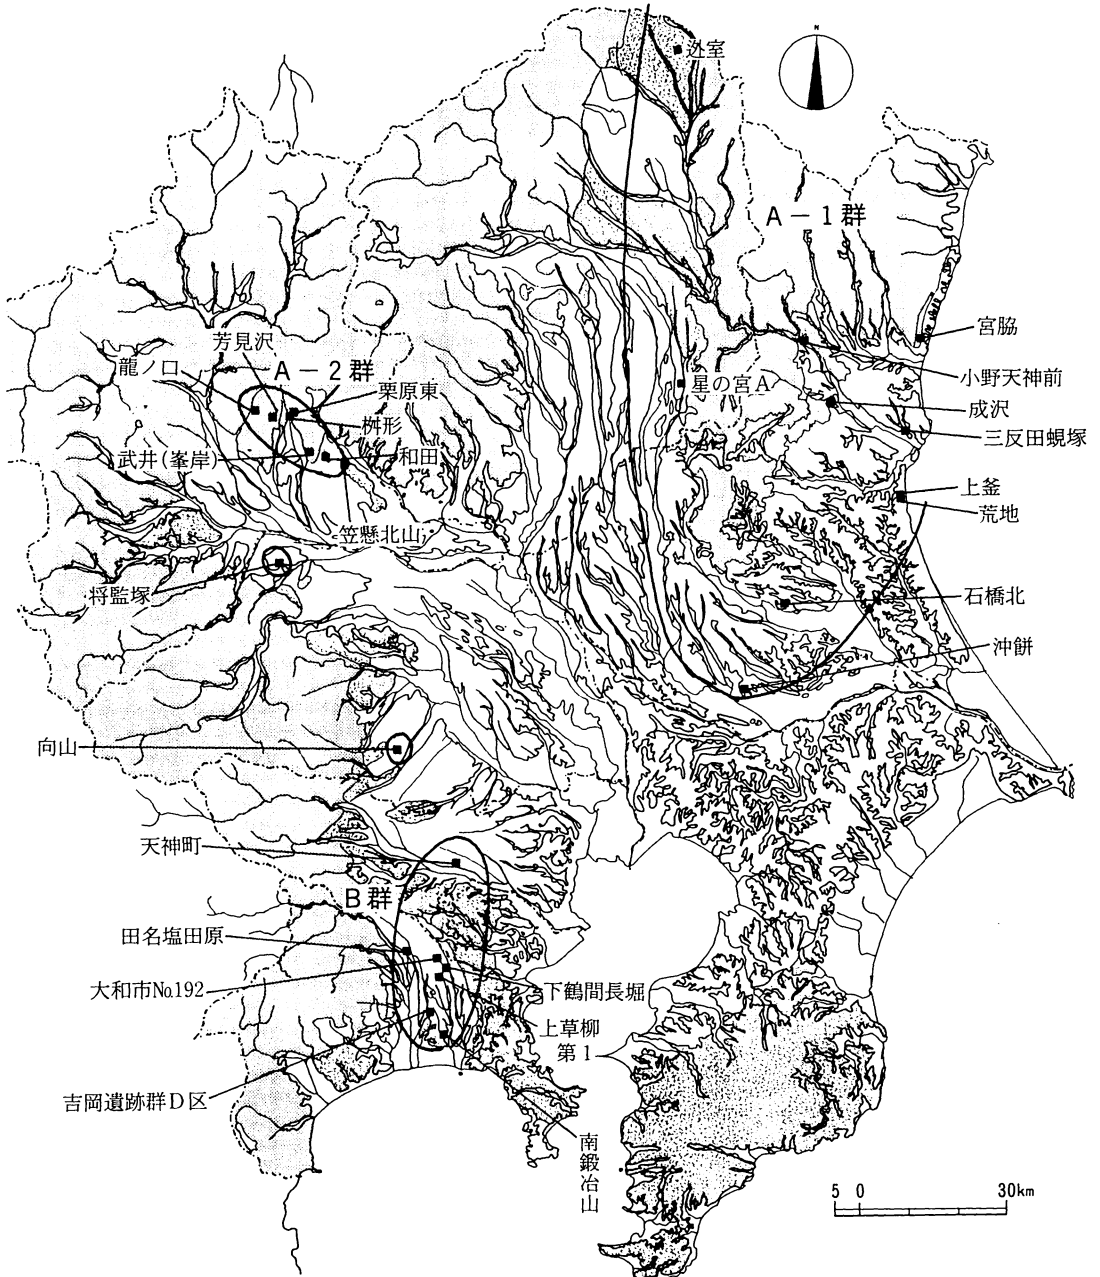 N
外室
A－1群
宮脇
芳見沢
龍ノ口
A－2群
小野天神前
栗原東
星の宮A
成沢
桝形
三反田蜆塚
武井(峯岸)
和田
上釜
荒地
笠懸北山
将監塚
石橋北
沖餅
向山
天神町
B群
田名塩田原
大和市No.192
下鶴間長堀
上草柳
第1
吉岡遺跡群D区
南鍛冶山
5 0 30km